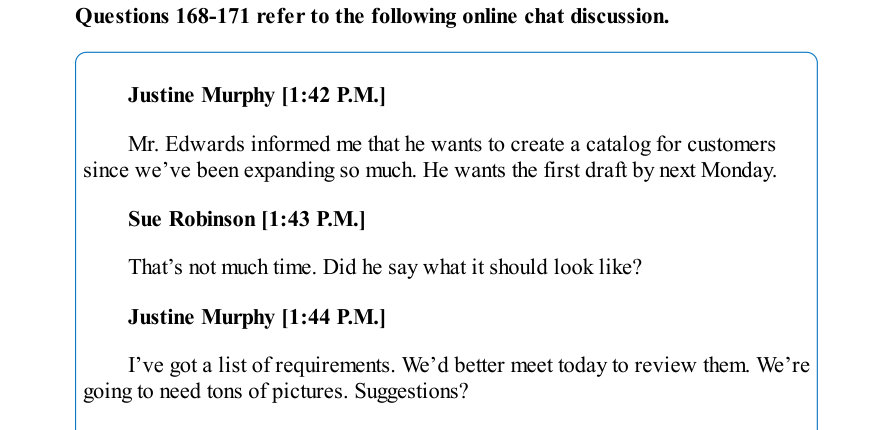 Questions 168-171 refer to the following online chat discussion.
Justine Murphy [1:42 P.M.]
Mr. Edwards informed me that he wants to create a catalog for customers
since we’ve been expanding so much. He wants the first draft by next Monday.
Sue Robinson [1:43 P.M.]
That’s not much time. Did he say what it should look like?
Justine Murphy [1:44 P.M.]
I’ve got a list of requirements. We’d better meet today to review them. We’re
going to need tons of pictures. Suggestions?